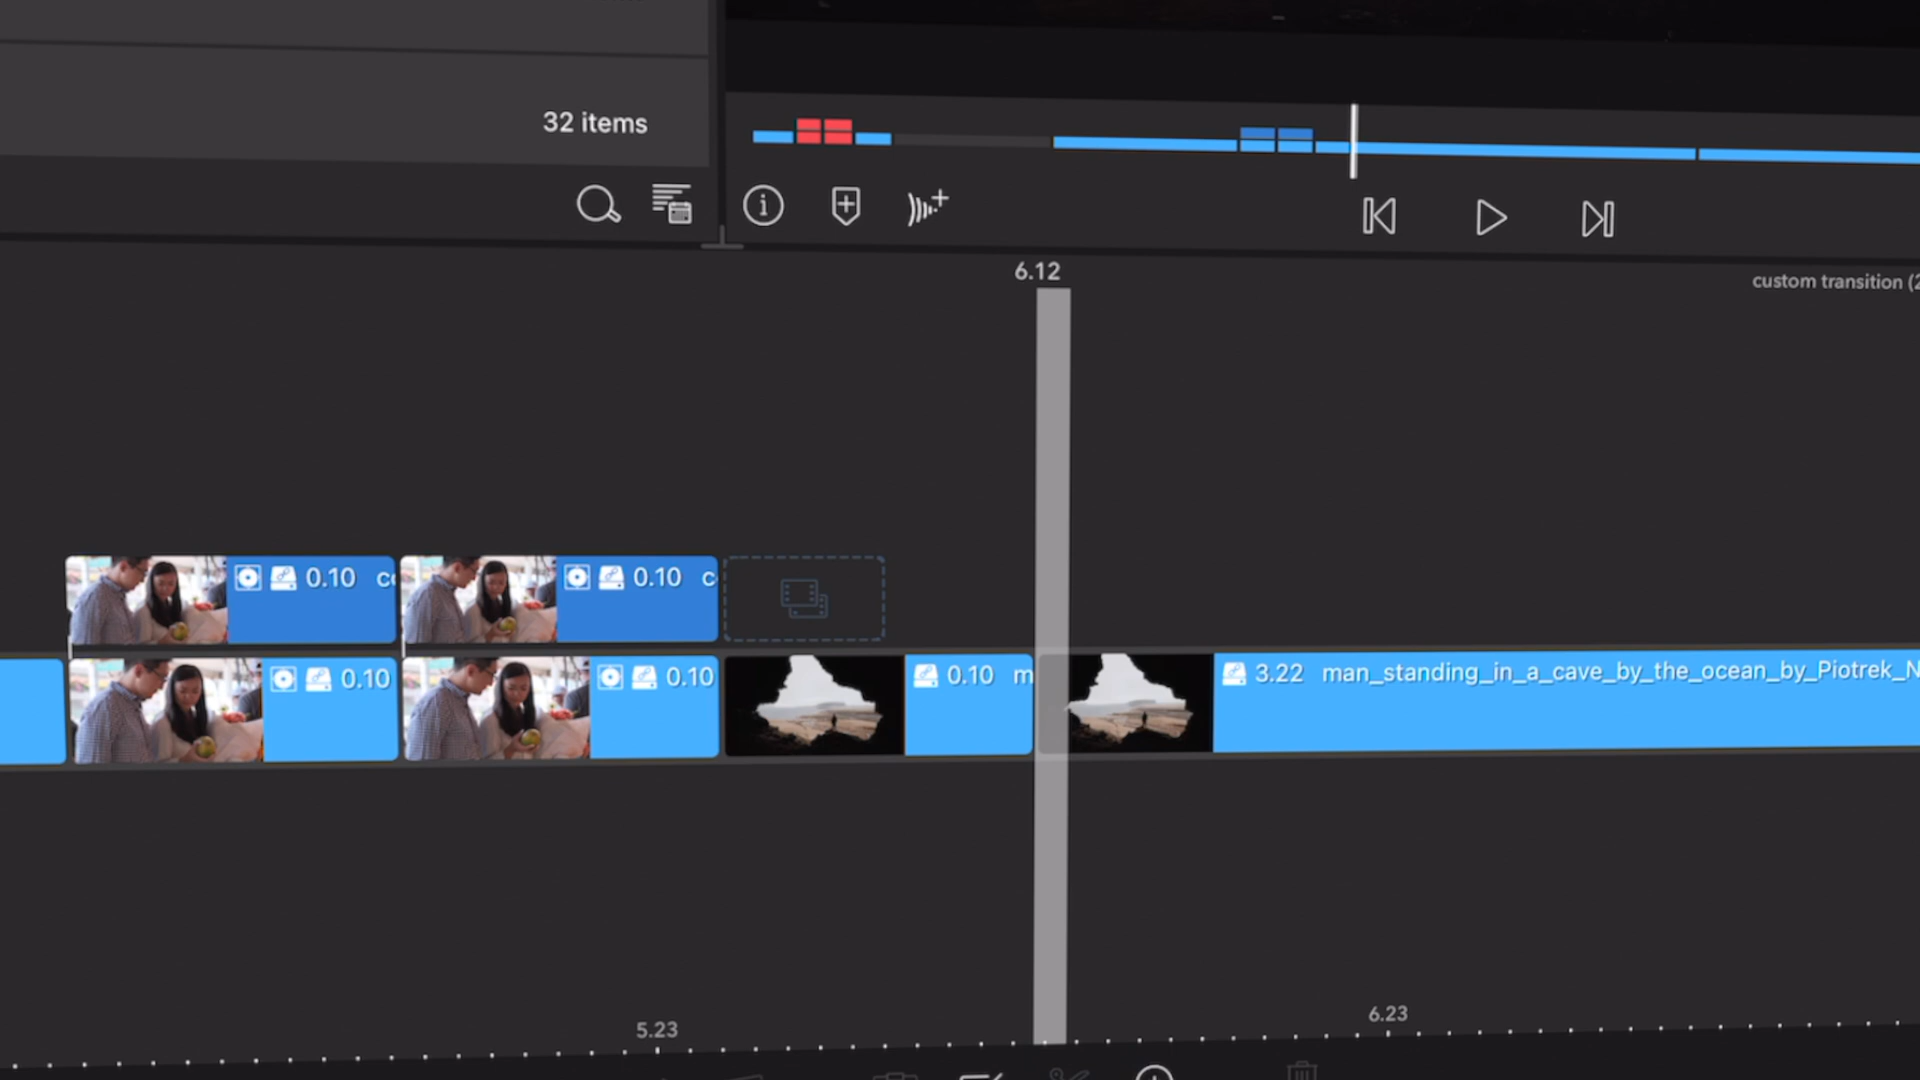 32 items
6.12
custom transition (2
0.10 c
0.10 c
0.10
0.10
0.10 m
3.22 man_standing_in_a_cave_by_the_ocean_by_Piotrek_N
5.23
6.23